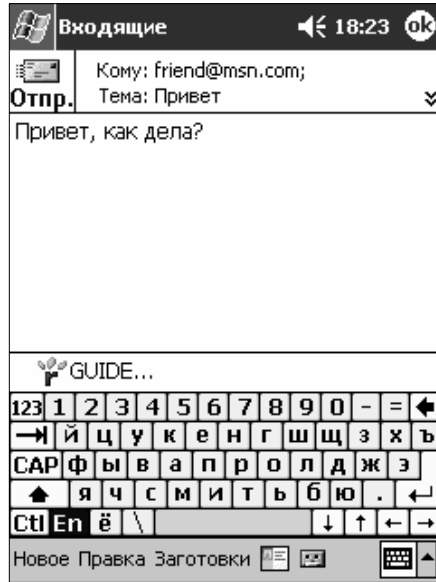 Входящие 18:23 ok
Отпр.
Кому: friend@msn.com;
Тема: Привет
Привет, как дела?
GUIDE...
123 1 2 3 4 5 6 7 8 9 0 - =
й ц у к е н г ш щ з х ъ
CAP ф ы в а п р о л д ж э
я ч с м и т ь б ю .
Ctl En ё \
Новое Правка Заготовки